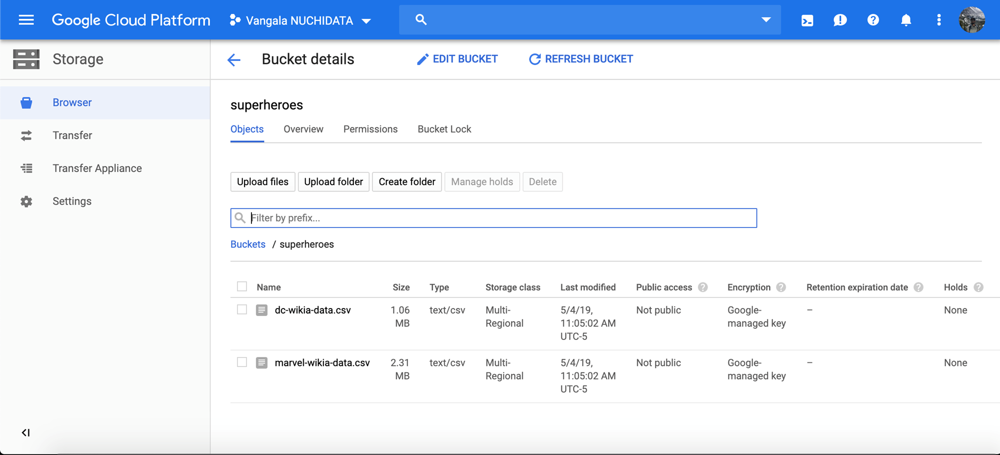 Google Cloud Platform
Vangala NUCHIDATA
Storage
Bucket details
EDIT BUCKET
REFRESH BUCKET
Browser
Transfer
Transfer Appliance
Settings
superheroes
Objects Overview Permissions Bucket Lock
Upload files Upload folder Create folder Manage holds Delete
Filter by prefix...
Buckets / superheroes
Name Size Type Storage class Last modified Public access Encryption Retention expiration date Holds
dc-wikia-data.csv 1.06 text/csv Multi- 5/4/19, Not public Google- – None
MB Regional 11:05:02 AM managed key
UTC-5
marvel-wikia-data.csv 2.31 text/csv Multi- 5/4/19, Not public Google- – None
MB Regional 11:05:02 AM managed key
UTC-5